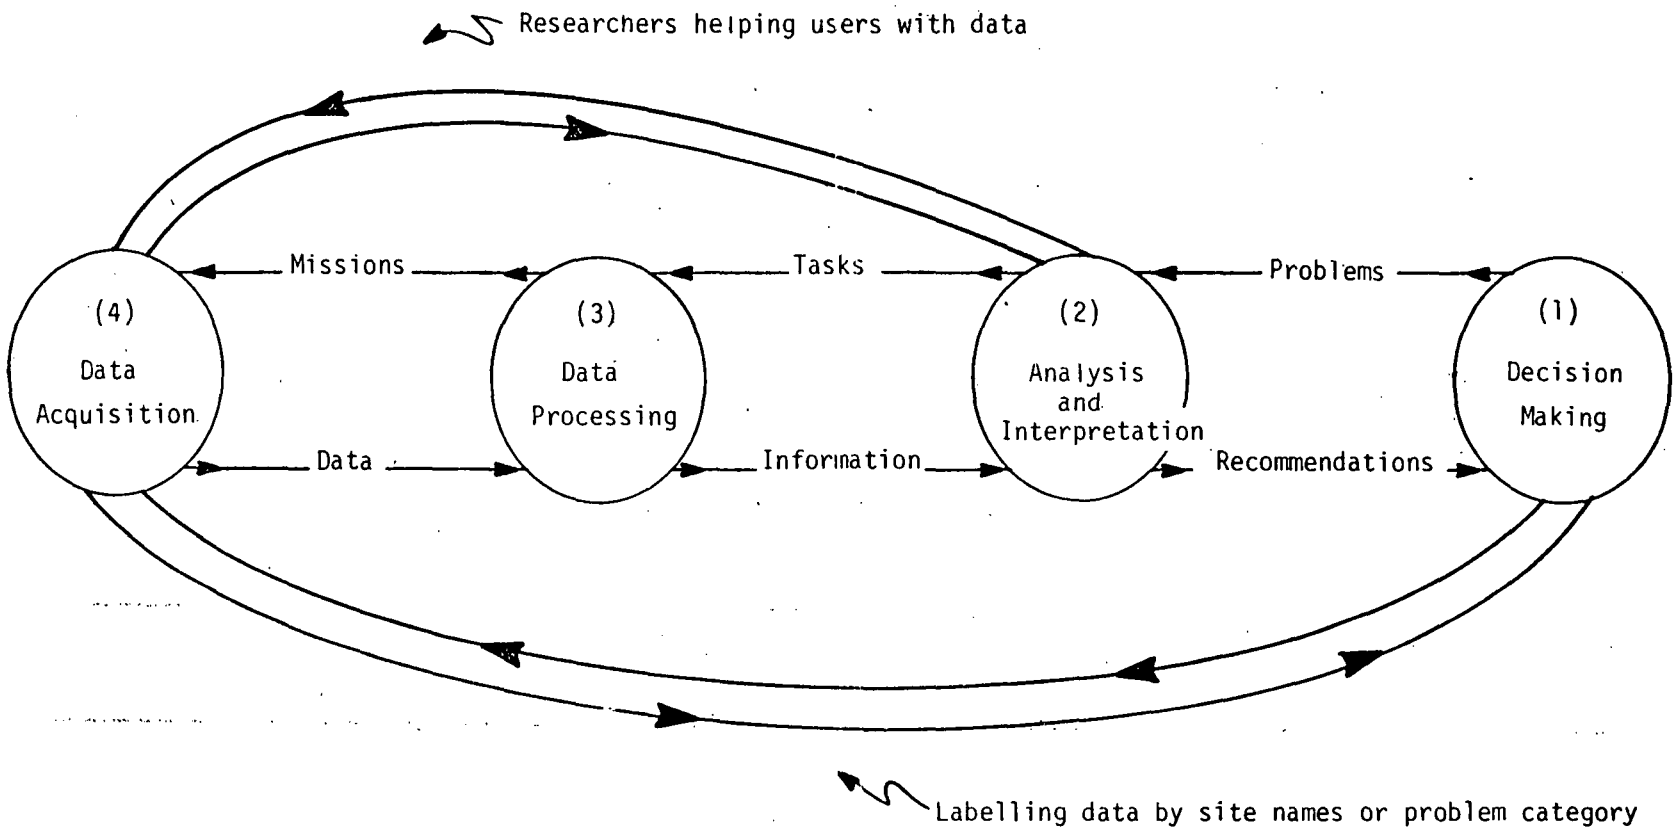 Researchers helping users with data
Missions
Tasks
Problems
(4)
Data
Acquisition
(3)
Data
Processing
(2)
Analysis
and
Interpretation
(1)
Decision
Making
Data
Information
Recommendations
Labelling data by site names or problem category